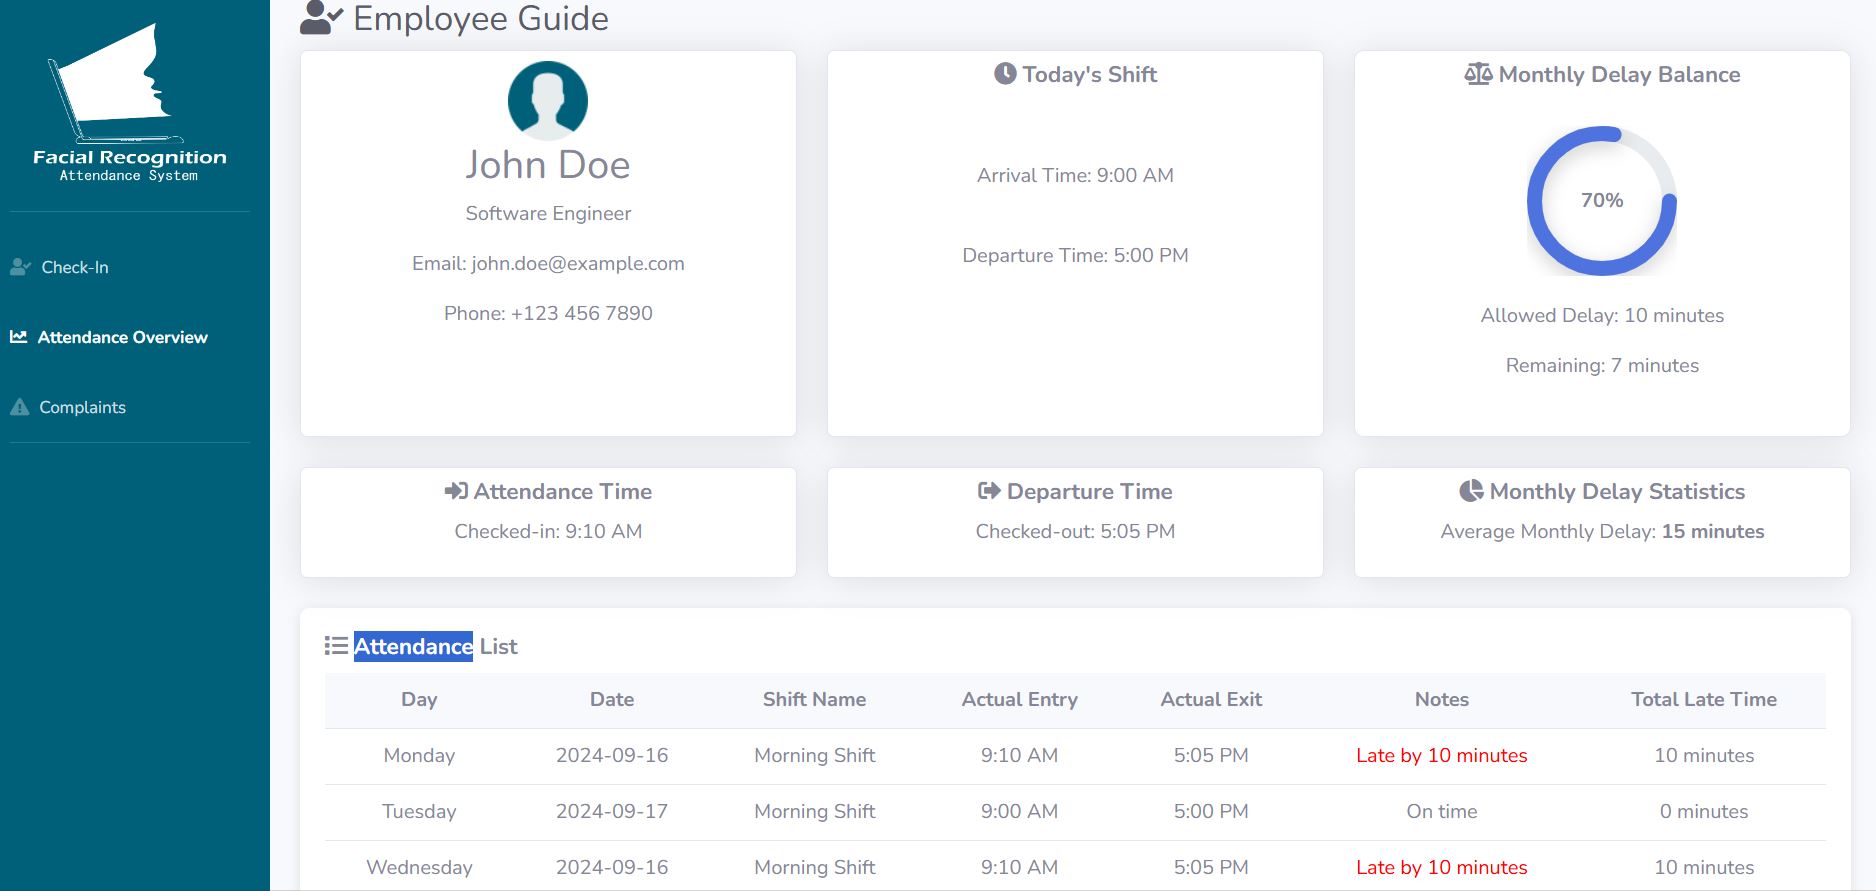 Facial Recognition
Attendance System
Check-In
Attendance Overview
Complaints
Employee Guide
John Doe
Software Engineer
Email: john.doe@example.com
Phone: +123 456 7890
Today's Shift
Arrival Time: 9:00 AM
Departure Time: 5:00 PM
Monthly Delay Balance
70%
Allowed Delay: 10 minutes
Remaining: 7 minutes
Attendance Time
Checked-in: 9:10 AM
Departure Time
Checked-out: 5:05 PM
Monthly Delay Statistics
Average Monthly Delay: 15 minutes
Attendance List
Day Date Shift Name Actual Entry Actual Exit Notes Total Late Time
Monday 2024-09-16 Morning Shift 9:10 AM 5:05 PM Late by 10 minutes 10 minutes
Tuesday 2024-09-17 Morning Shift 9:00 AM 5:00 PM On time 0 minutes
Wednesday 2024-09-16 Morning Shift 9:10 AM 5:05 PM Late by 10 minutes 10 minutes